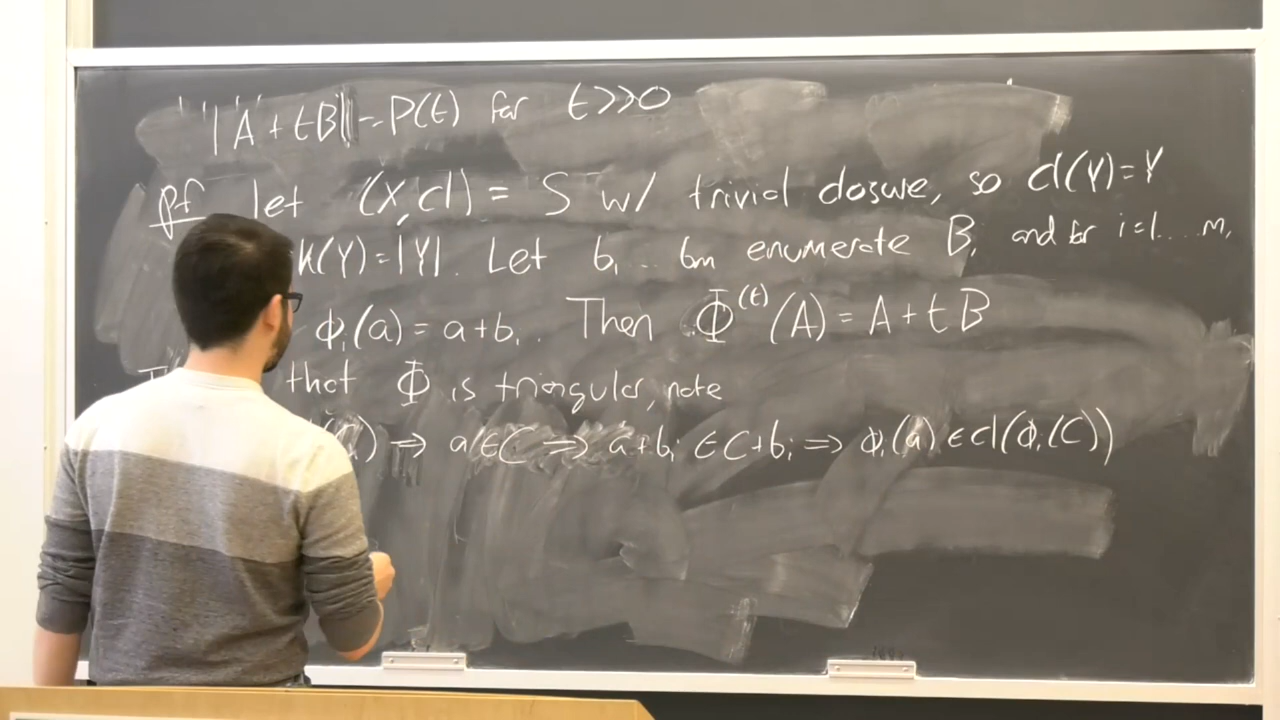 |A + tB| = P(t) for t>>0
pf let (X, cl) = S w/ trivial closure, so cl(Y)=Y
rk(Y)=|Y|. Let b₁ ... bm enumerate B, and for i=1...m,
ϕᵢ(a) = a+bᵢ. Then Φ⁽ᵗ⁾(A) = A + tB
that Φ is triangular, note
⇒ a∈C ⇒ a+bᵢ ∈ C+bᵢ ⇒ ϕᵢ(a) ∈ cl(ϕᵢ(C))